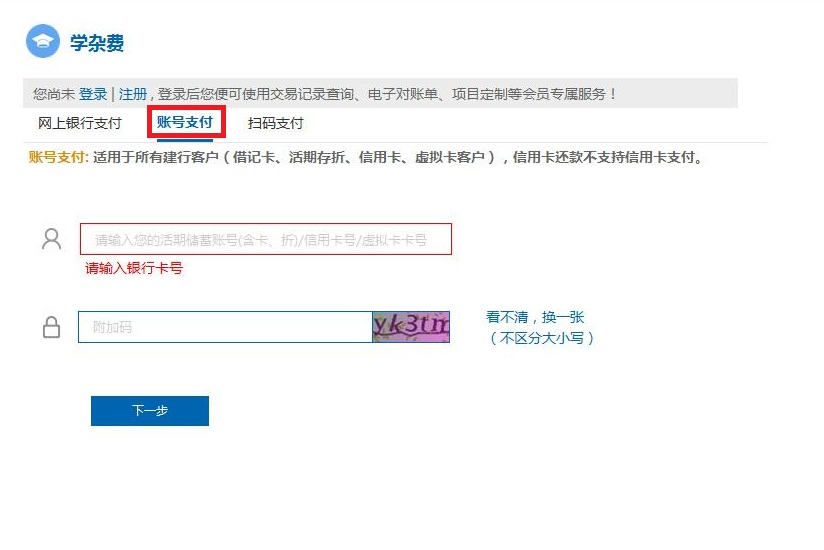 学杂费
您尚未 登录 | 注册 , 登录后您便可使用交易记录查询、电子对账单、项目定制等会员专属服务！
网上银行支付 账号支付 扫码支付
账号支付: 适用于所有建行客户（借记卡、活期存折、信用卡、虚拟卡客户），信用卡还款不支持信用卡支付。
请输入您的活期储蓄账号(含卡、折)/信用卡号/虚拟卡卡号
请输入银行卡号
附加码
看不清，换一张
（不区分大小写）
下一步